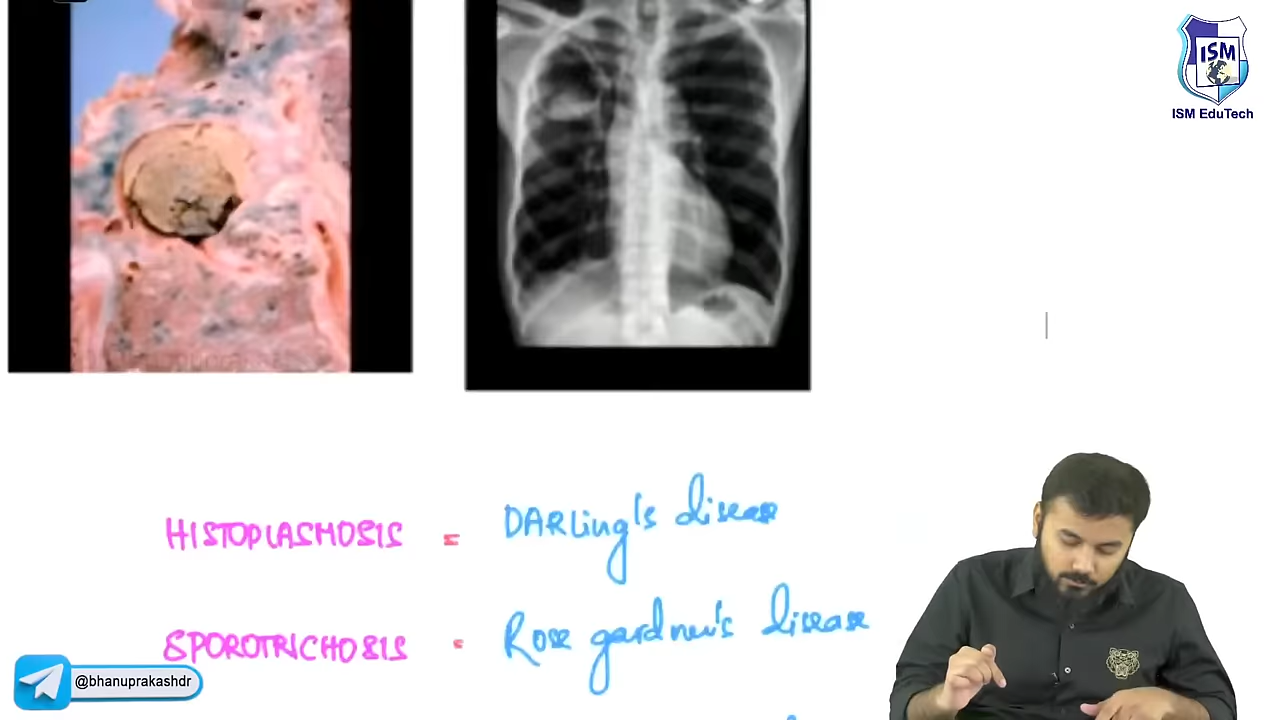 ISM
ISM EduTech
HISTOPLASMOSIS = DARLing's disease
SPOROTRICHOSIS = Rose gardner's disease
@bhanuprakashdr